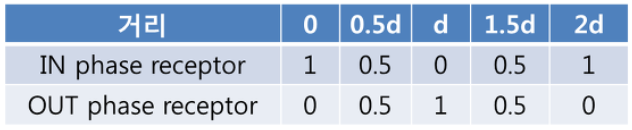 거리 0 0.5d d 1.5d 2d
IN phase receptor 1 0.5 0 0.5 1
OUT phase receptor 0 0.5 1 0.5 0